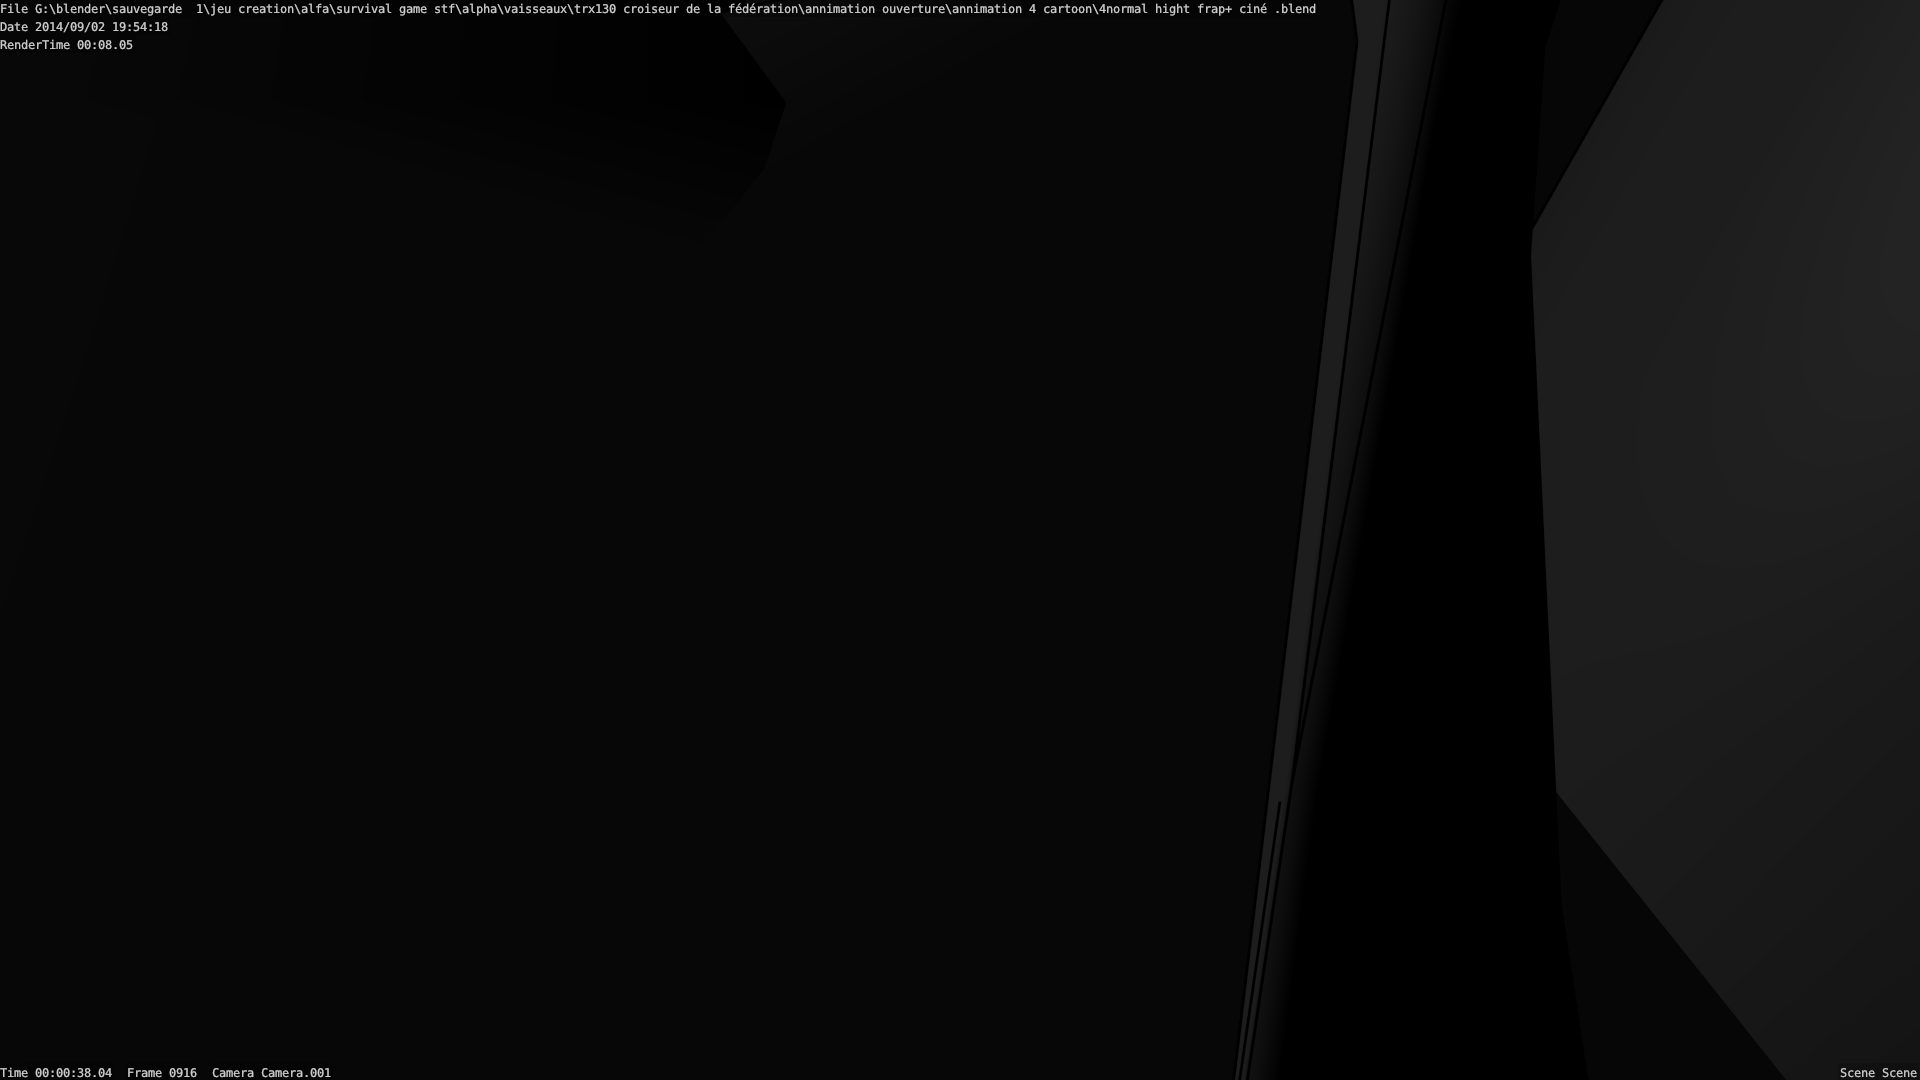 File G:\blender\sauvegarde  1\jeu creation\alfa\survival game stf\alpha\vaisseaux\trx130 croiseur de la fédération\annimation ouverture\annimation 4 cartoon\4normal hight frap+ ciné .blend
Date 2014/09/02 19:54:18
RenderTime 00:08.05
Time 00:00:38.04  Frame 0916  Camera Camera.001
Scene Scene